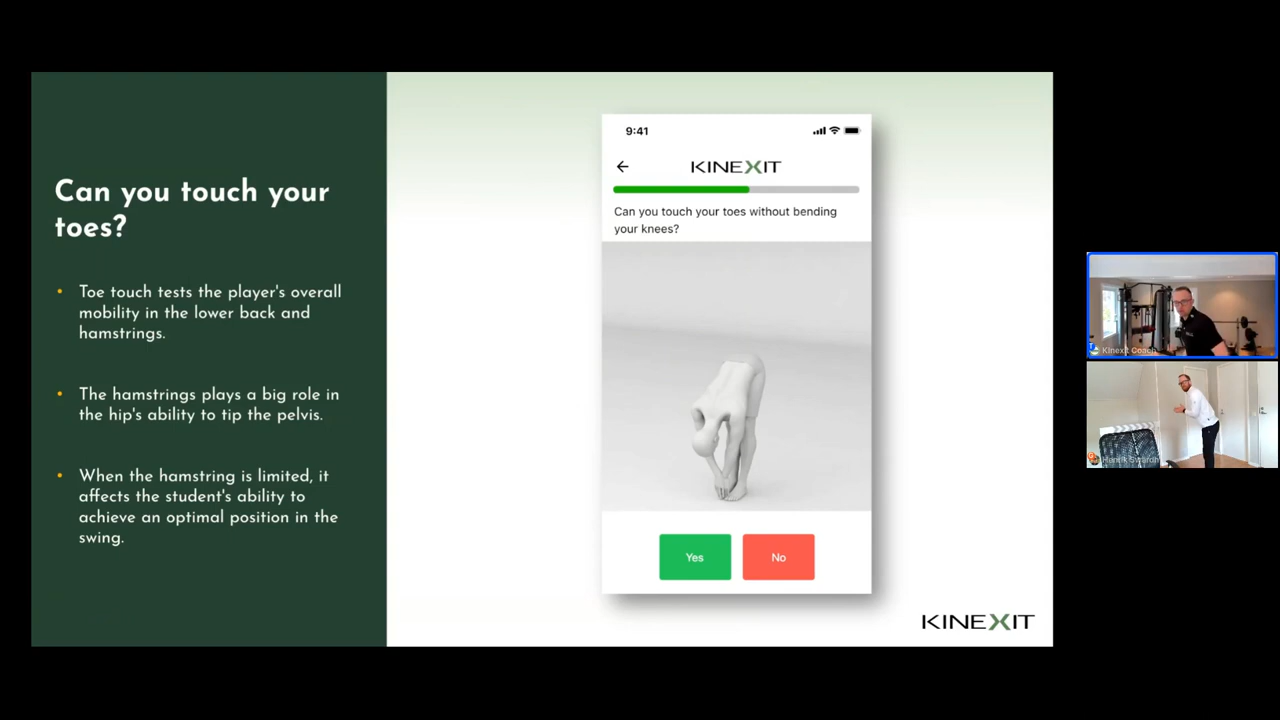 Can you touch your
toes?
• Toe touch tests the player's overall
mobility in the lower back and
hamstrings.
• The hamstrings plays a big role in
the hip's ability to tip the pelvis.
• When the hamstring is limited, it
affects the student's ability to
achieve an optimal position in the
swing.
9:41
KINEXIT
Can you touch your toes without bending
your knees?
Yes
No
KINEXIT
Kinexit Coach
Henrik Swärdh